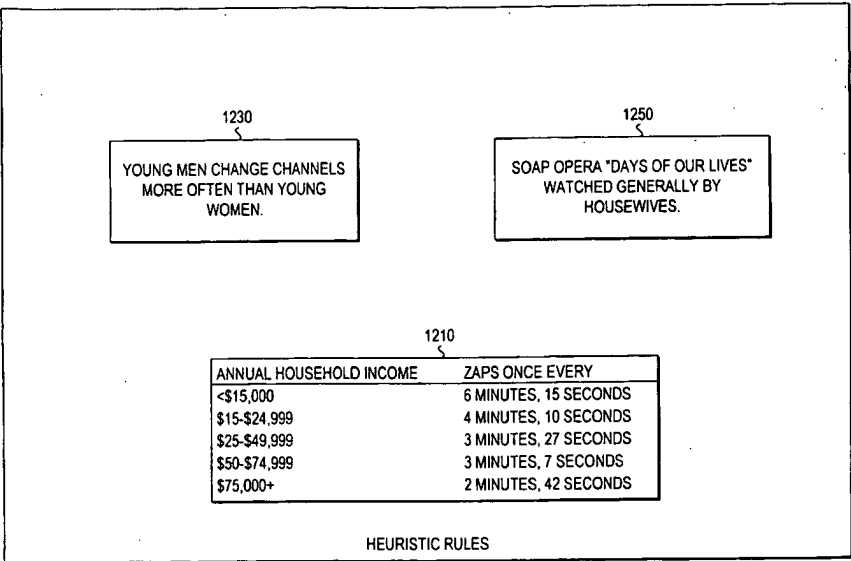 1230
YOUNG MEN CHANGE CHANNELS
MORE OFTEN THAN YOUNG
WOMEN.
1250
SOAP OPERA "DAYS OF OUR LIVES"
WATCHED GENERALLY BY
HOUSEWIVES.
1210
ANNUAL HOUSEHOLD INCOME ZAPS ONCE EVERY
<$15,000 6 MINUTES, 15 SECONDS
$15-$24,999 4 MINUTES, 10 SECONDS
$25-$49,999 3 MINUTES, 27 SECONDS
$50-$74,999 3 MINUTES, 7 SECONDS
$75,000+ 2 MINUTES, 42 SECONDS
HEURISTIC RULES